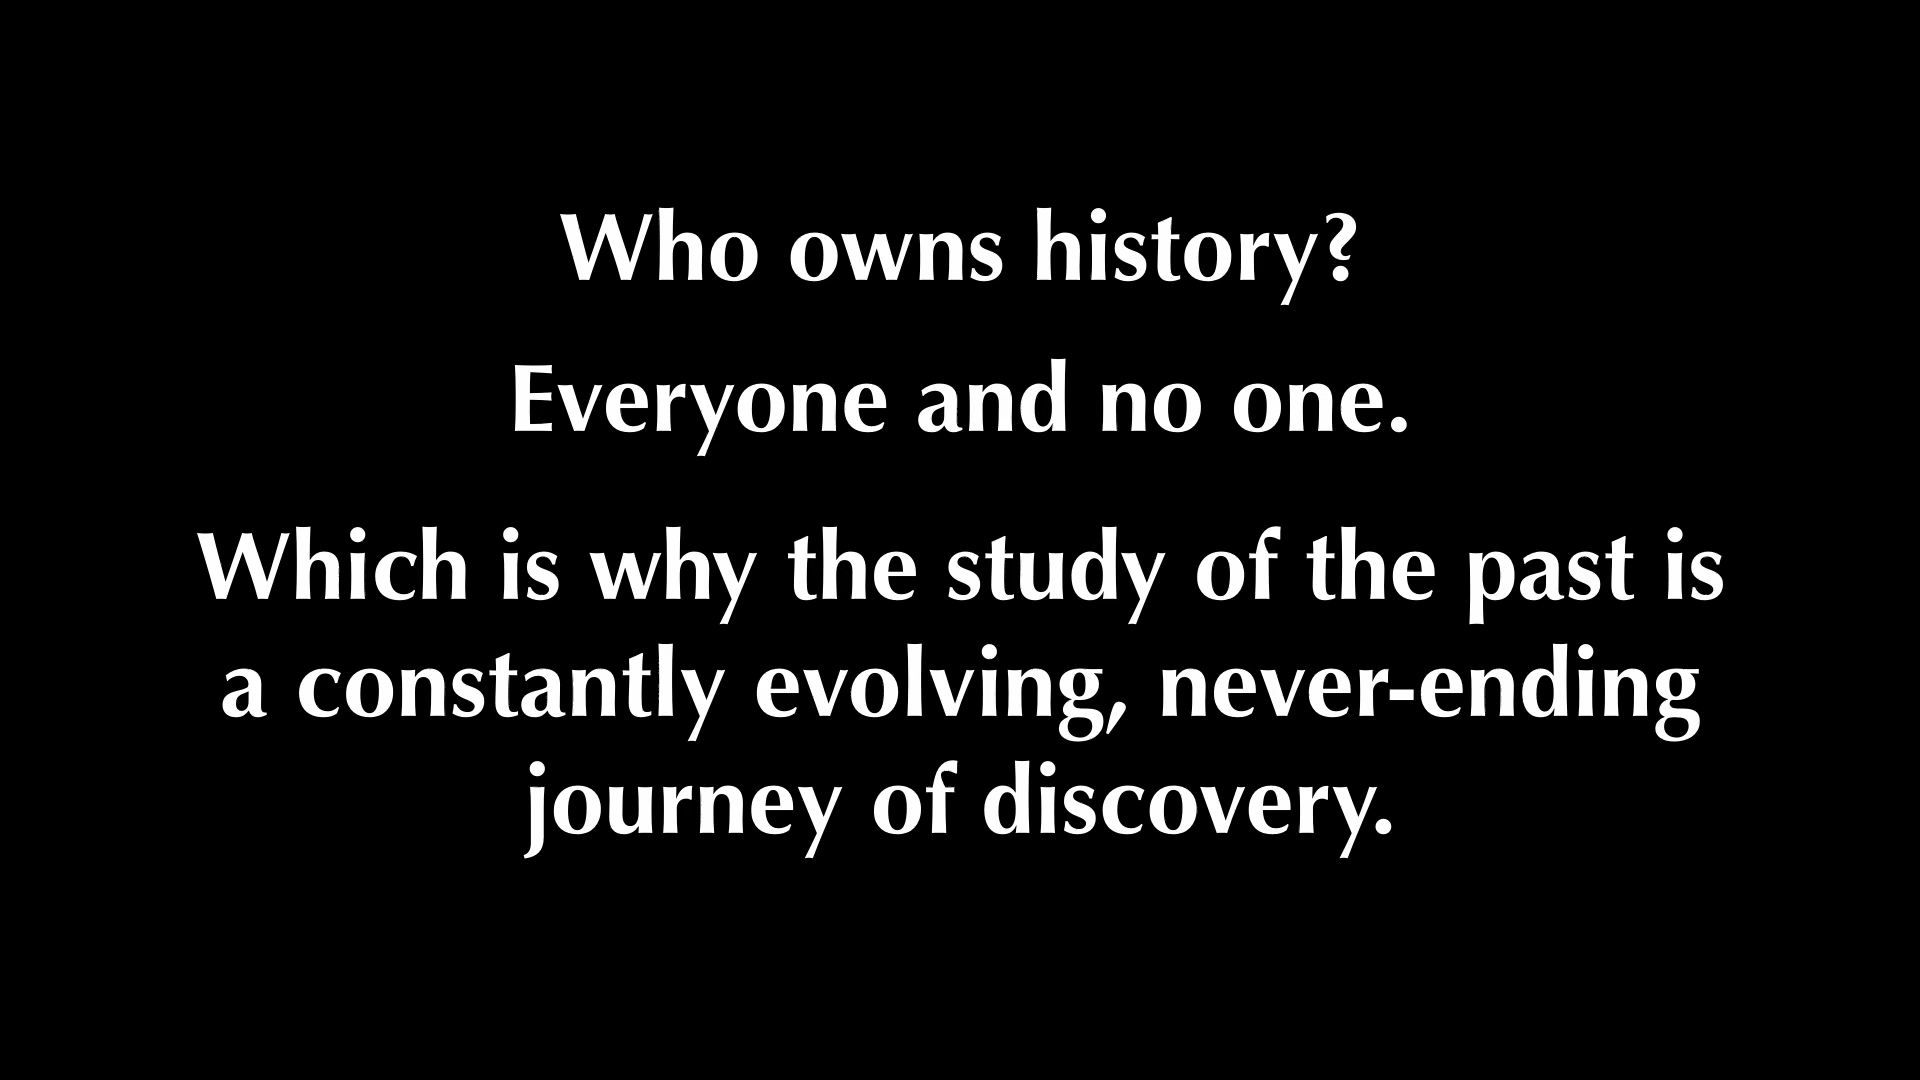 Who owns history?
Everyone and no one.
Which is why the study of the past is
a constantly evolving, never-ending
journey of discovery.